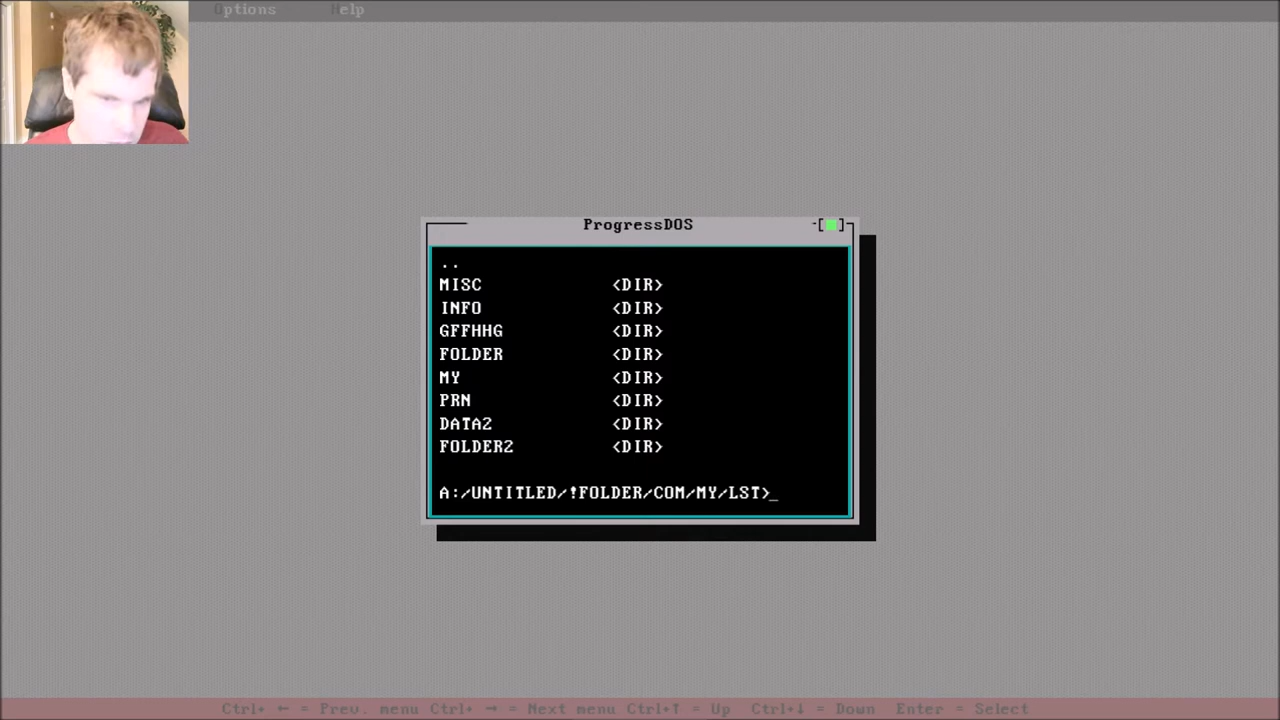 Options Help
ProgressDOS
[■]
..
MISC <DIR>
INFO <DIR>
GFFHHG <DIR>
FOLDER <DIR>
MY <DIR>
PRN <DIR>
DATA2 <DIR>
FOLDER2 <DIR>
A:/UNTITLED/!FOLDER/COM/MY/LST>_
Ctrl+ ← = Prev. menu Ctrl+ → = Next menu Ctrl+↑ = Up Ctrl+↓ = Down Enter = Select